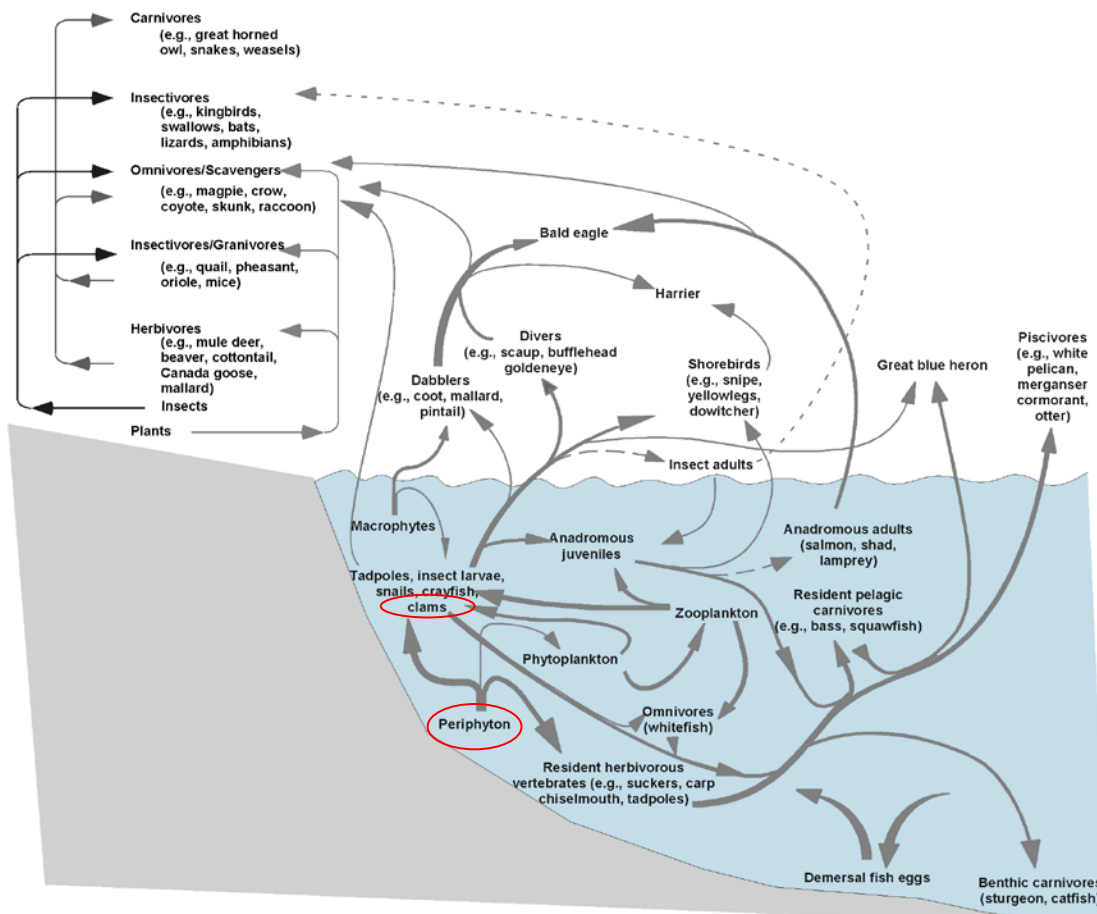 Carnivores
(e.g., great horned
owl, snakes, weasels)
Insectivores
(e.g., kingbirds,
swallows, bats,
lizards, amphibians)
Omnivores/Scavengers
(e.g., magpie, crow,
coyote, skunk, raccoon)
Insectivores/Granivores
(e.g., quail, pheasant,
oriole, mice)
Herbivores
(e.g., mule deer,
beaver, cottontail,
Canada goose,
mallard)
Insects
Plants
Bald eagle
Harrier
Divers
(e.g., scaup, bufflehead
goldeneye)
Dabblers
(e.g., coot, mallard,
pintail)
Shorebirds
(e.g., snipe,
yellowlegs,
dowitcher)
Great blue heron
Piscivores
(e.g., white
pelican,
merganser
cormorant,
otter)
Insect adults
Macrophytes
Anadromous
juveniles
Anadromous adults
(salmon, shad,
lamprey)
Tadpoles, insect larvae,
snails, crayfish,
clams
Zooplankton
Resident pelagic
carnivores
(e.g., bass, squawfish)
Phytoplankton
Periphyton
Omnivores
(whitefish)
Resident herbivorous
vertebrates (e.g., suckers, carp
chiselmouth, tadpoles)
Demersal fish eggs
Benthic carnivores
(sturgeon, catfish)